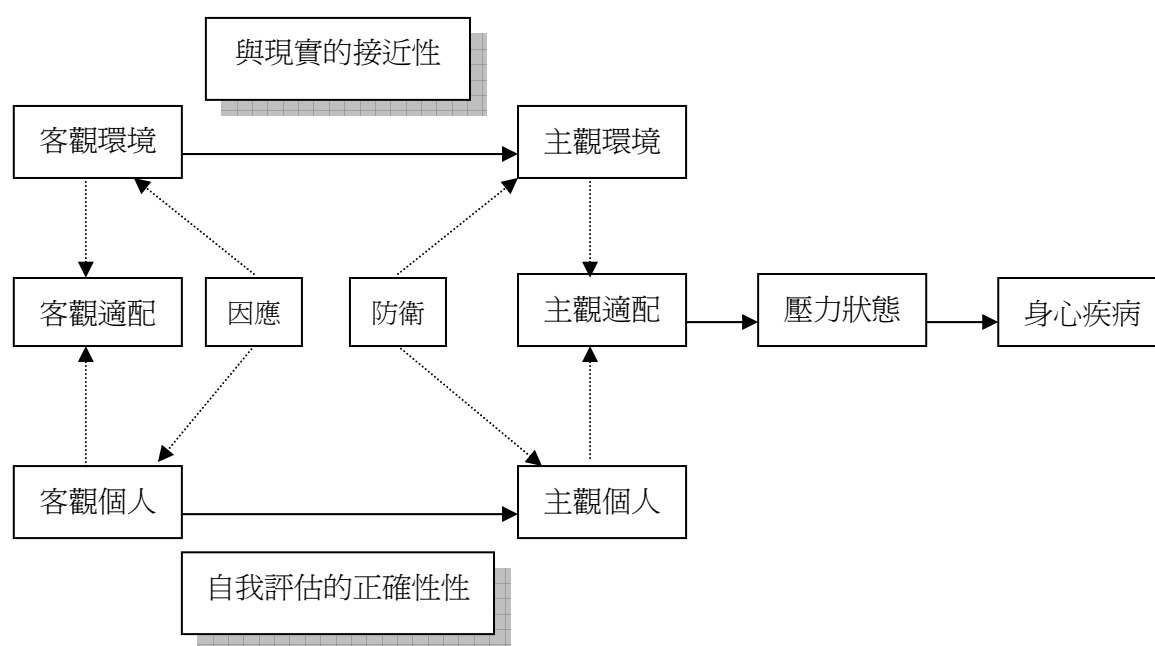 與現實的接近性
客觀環境
主觀環境
客觀適配
因應
防衛
主觀適配
壓力狀態
身心疾病
客觀個人
主觀個人
自我評估的正確性性